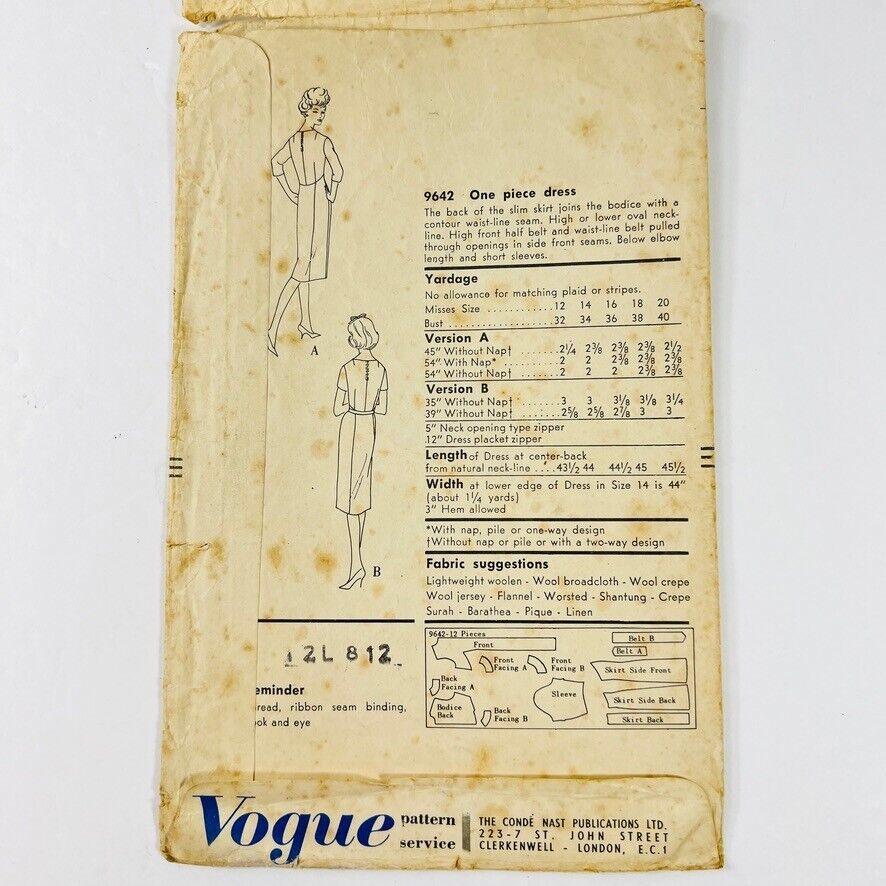 A
B
9642 One piece dress
The back of the slim skirt joins the bodice with a
contour waist-line seam. High or lower oval neck-
line. High front half belt and waist-line belt pulled
through openings in side front seams. Below elbow
length and short sleeves.
Yardage
No allowance for matching plaid or stripes.
Misses Size ............12 14 16 18 20
Bust ..................32 34 36 38 40
Version A
45" Without Nap† .......2¼ 2⅜ 2⅜ 2⅜ 2½
54" With Nap* ..........2 2 2⅜ 2⅜ 2⅜
54" Without Nap† .......2 2 2 2⅜ 2⅜
Version B
35" Without Nap† .......3 3 3⅛ 3⅛ 3¼
39" Without Nap† .......2⅝ 2⅝ 2⅞ 3 3
5" Neck opening type zipper
12" Dress placket zipper
Length of Dress at center-back
from natural neck-line ....43½ 44 44½ 45 45½
Width at lower edge of Dress in Size 14 is 44"
(about 1¼ yards)
3" Hem allowed
*With nap, pile or one-way design
†Without nap or pile or with a two-way design
Fabric suggestions
Lightweight woolen - Wool broadcloth - Wool crepe
Wool jersey - Flannel - Worsted - Shantung - Crepe
Surah - Barathea - Pique - Linen
12L 812
eminder
read, ribbon seam binding,
ook and eye
9642-12 Pieces
Front
Front
Facing A
Front
Facing B
Belt B
Belt A
Skirt Side Front
Back
Facing A
Sleeve
Skirt Side Back
Bodice
Back
Back
Facing B
Skirt Back
Vogue pattern
service
THE CONDÉ NAST PUBLICATIONS LTD.
223-7 ST. JOHN STREET
CLERKENWELL - LONDON, E.C.1